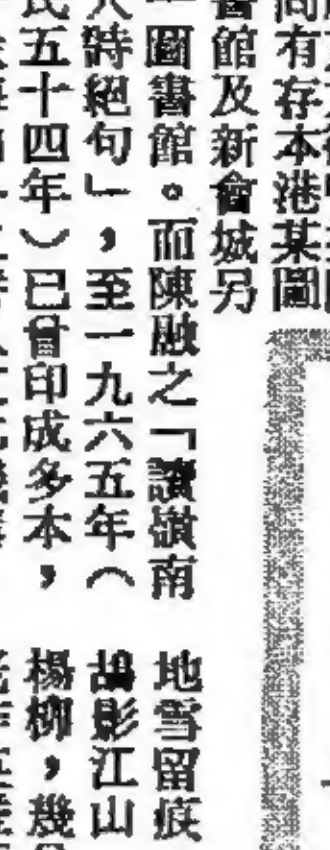 尚有存本港某圖
書館及新會城另
圖書館。而陳融之「讀嶺南
人詩絕句」，至一九六五年（
民五十四年）已曾印成多本，
地雪留痕
鴣影江山
楊柳，幾